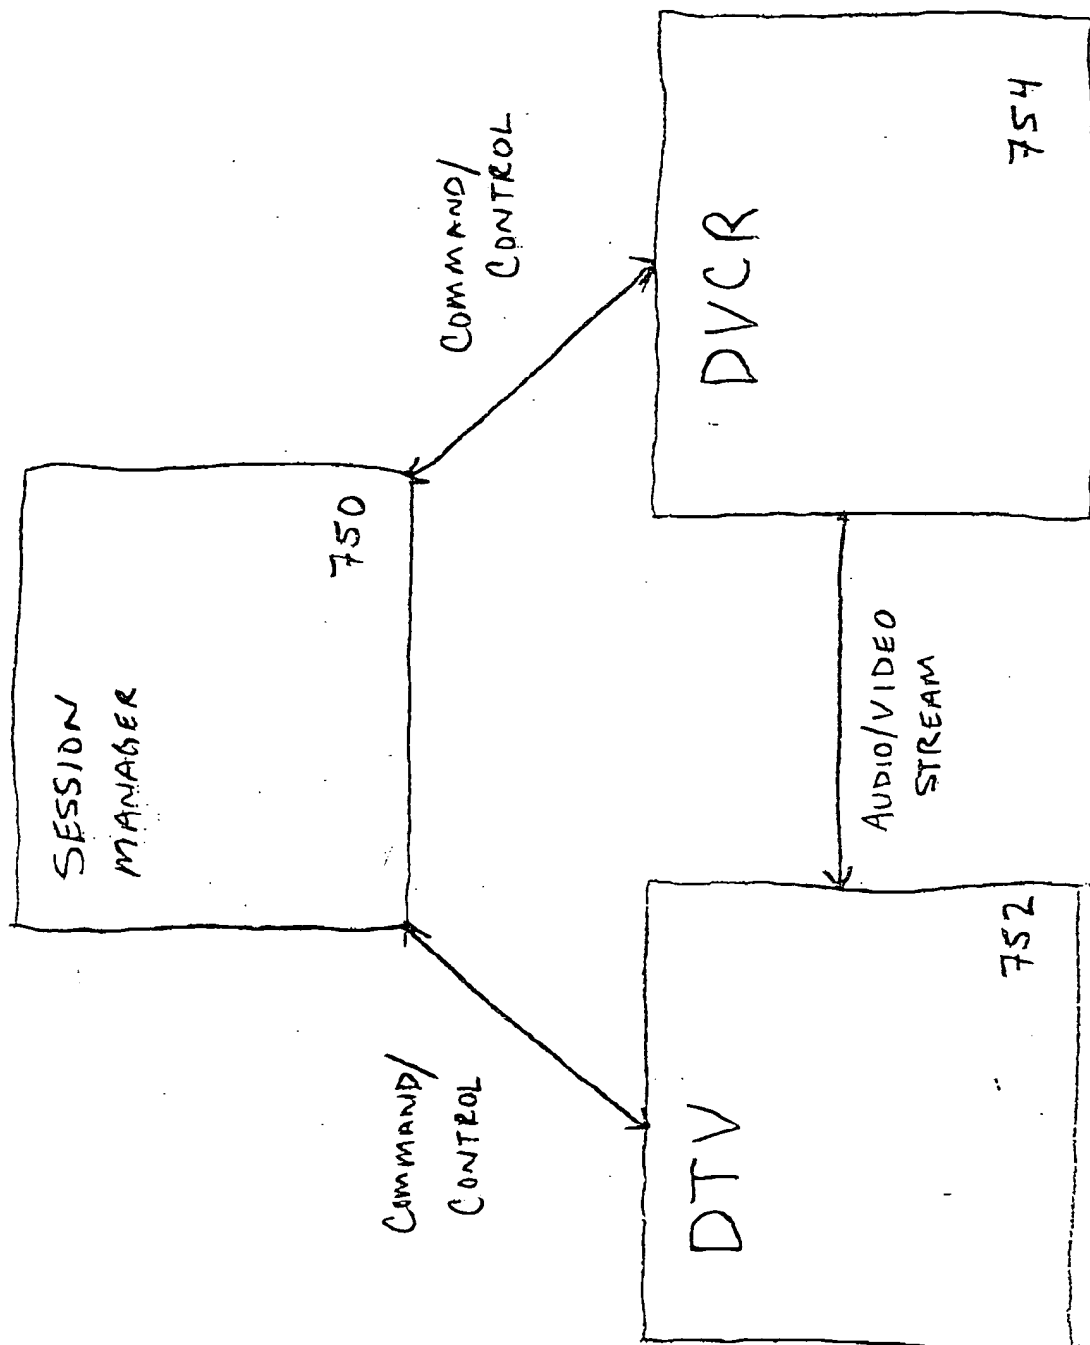 SESSION
MANAGER
750
COMMAND/
CONTROL
COMMAND/
CONTROL
DTV
752
AUDIO/VIDEO
STREAM
DVCR
754